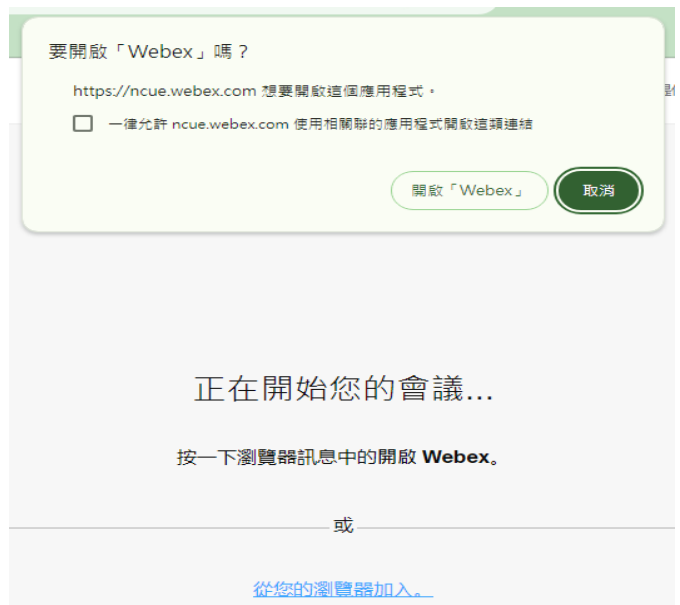 要開啟「Webex」嗎？
https://ncue.webex.com 想要開啟這個應用程式。
一律允許 ncue.webex.com 使用相關聯的應用程式開啟這類連結
開啟「Webex」
取消
正在開始您的會議...
按一下瀏覽器訊息中的開啟 Webex。
或
從您的瀏覽器加入。